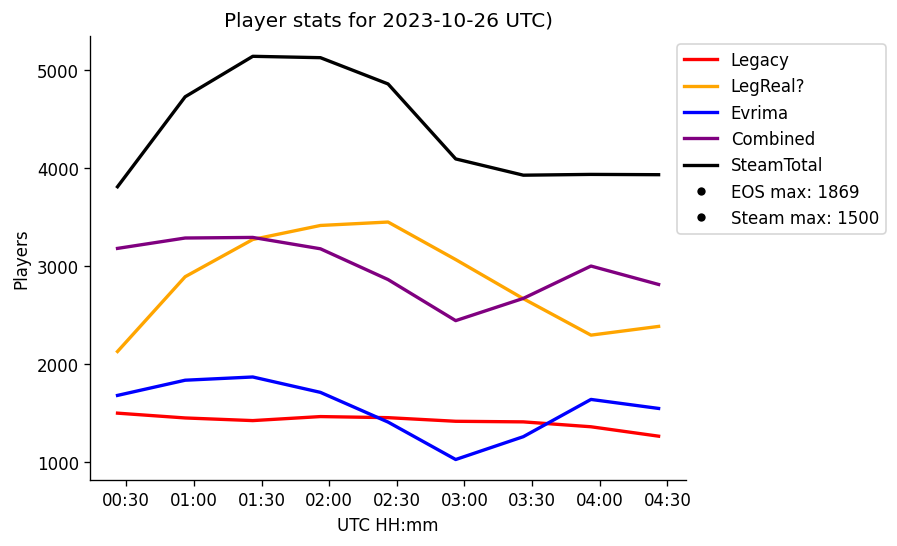 Player stats for 2023-10-26 UTC)
Legacy
LegReal?
Evrima
Combined
SteamTotal
EOS max: 1869
Steam max: 1500
Players
5000
4000
3000
2000
1000
00:30 01:00 01:30 02:00 02:30 03:00 03:30 04:00 04:30
UTC HH:mm